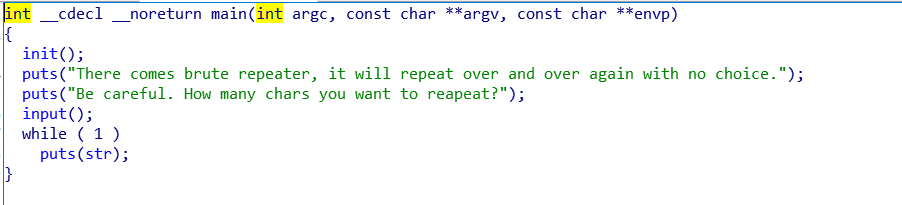 int __cdecl __noreturn main(int argc, const char **argv, const char **envp)
{
  init();
  puts("There comes brute repeater, it will repeat over and over again with no choice.");
  puts("Be careful. How many chars you want to reapeat?");
  input();
  while ( 1 )
    puts(str);
}